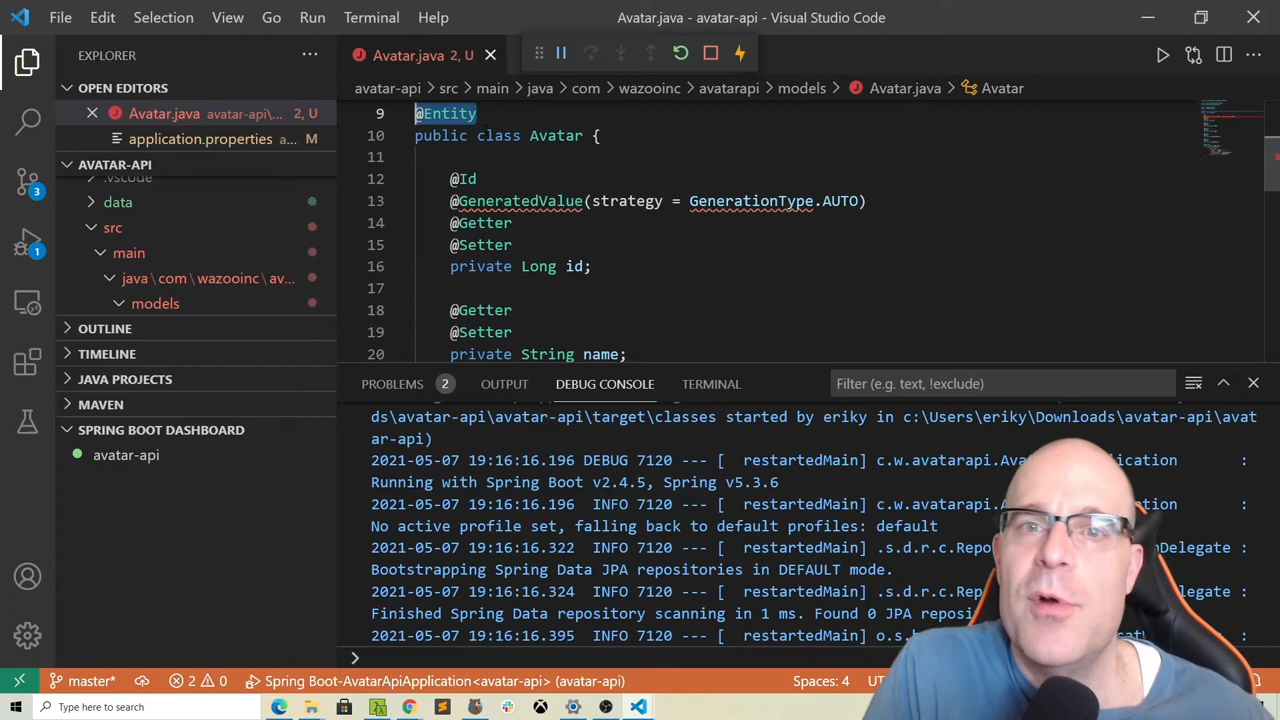 File Edit Selection View Go Run Terminal Help
Avatar.java - avatar-api - Visual Studio Code
EXPLORER
OPEN EDITORS
Avatar.java avatar-api\... 2, U
application.properties a... M
AVATAR-API
.vscode
data
src
main
java\com\wazooinc\av...
models
OUTLINE
TIMELINE
JAVA PROJECTS
MAVEN
SPRING BOOT DASHBOARD
avatar-api
3
1
Avatar.java 2, U
avatar-api > src > main > java > com > wazooinc > avatarapi > models > Avatar.java > Avatar
9 @Entity
10 public class Avatar {
11
12 @Id
13 @GeneratedValue(strategy = GenerationType.AUTO)
14 @Getter
15 @Setter
16 private Long id;
17
18 @Getter
19 @Setter
20 private String name;
PROBLEMS 2 OUTPUT DEBUG CONSOLE TERMINAL Filter (e.g. text, !exclude)
ds\avatar-api\avatar-api\target\classes started by eriky in c:\Users\eriky\Downloads\avatar-api\avat
ar-api)
2021-05-07 19:16:16.196 DEBUG 7120 --- [ restartedMain] c.w.avatarapi.Ava ication :
Running with Spring Boot v2.4.5, Spring v5.3.6
2021-05-07 19:16:16.196 INFO 7120 --- [ restartedMain] c.w.avatarapi.Av ation :
No active profile set, falling back to default profiles: default
2021-05-07 19:16:16.322 INFO 7120 --- [ restartedMain] .s.d.r.c.Repo Delegate :
Bootstrapping Spring Data JPA repositories in DEFAULT mode.
2021-05-07 19:16:16.324 INFO 7120 --- [ restartedMain] .s.d.r.c.Re legate :
Finished Spring Data repository scanning in 1 ms. Found 0 JPA reposi
2021-05-07 19:16:16.395 INFO 7120 --- [ restartedMain]
master* 2 0 Spring Boot-AvatarApiApplication<avatar-api> (avatar-api) Spaces: 4
Type here to search